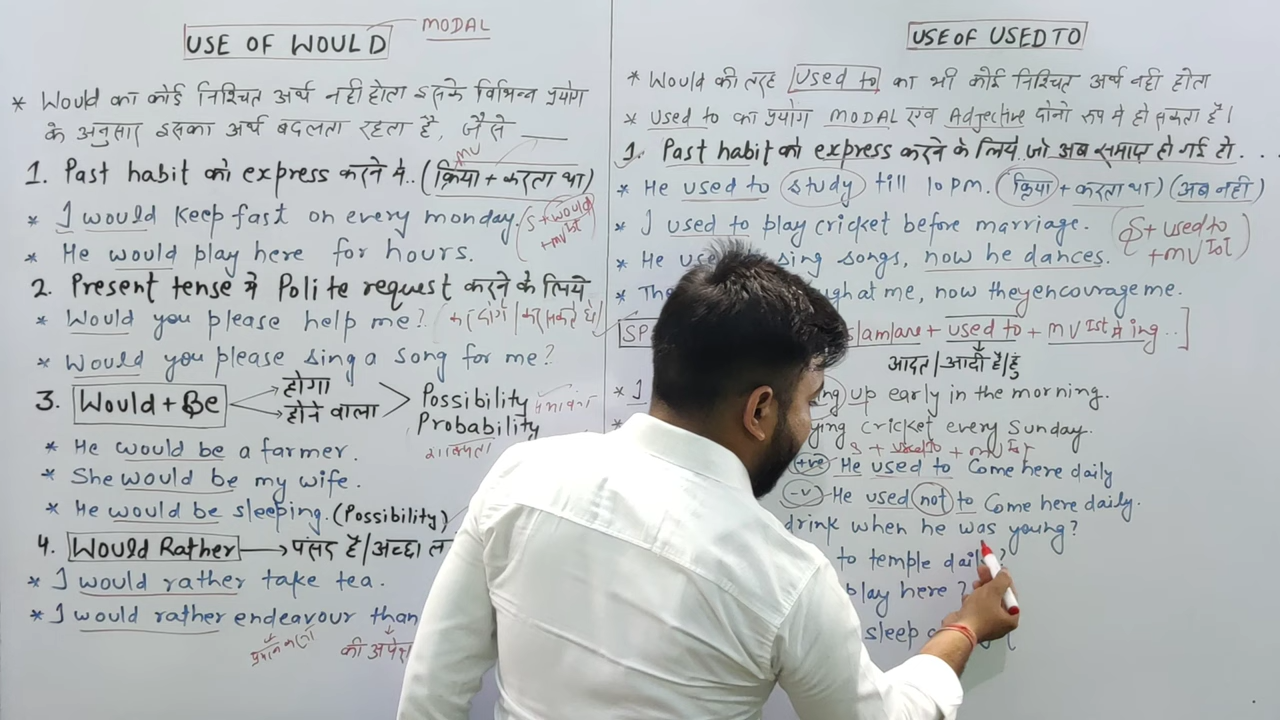 USE OF WOULD
MODAL
* Would का कोई निश्चित अर्थ नही होता इसके विभिन्न प्रयोग
के अनुसार इसका अर्थ बदलता रहता है, जैसे —
MV
1. Past habit को express करने मे.. (क्रिया + करता था)
* I would keep fast on every monday.
(S + would
+ MV Ist)
* He would play here for hours.
2. Present tense मे Polite request करने के लिये
* Would you please help me?
* Would you please sing a song for me?
3. Would + Be
होगा
होने वाला
Possibility
Probability
* He would be a farmer.
* She would be my wife.
* He would be sleeping. (Possibility)
4. Would Rather → पसंद है/अच्छा ल
* I would rather take tea.
* I would rather endeavour than
की अपे
USE OF USED TO
* Would की तरह used to का भी कोई निश्चित अर्थ नही होता
* used to का प्रयोग MODAL एवं Adjective दोनो रूप मे हो सकता है।
1. Past habit को express करने के लिये जो अब समाप्त हो गई हो. . .
* He used to study till 10 pm. (क्रिया + करता था) (अब नही)
* I used to play cricket before marriage.
(S + used to
+ MV Ist)
* He use sing songs, now he dances.
* The gh at me, now they encourage me.
SP s/am/are + used to + MV Ist मे ing..]
आदत/आदी है/हूं
* I ng up early in the morning.
ying cricket every Sunday.
S + used to + MV Ist
+ve He used to Come here daily
-v He used not to Come here daily.
drink when he was young?
to temple daily?
play here?
sleep